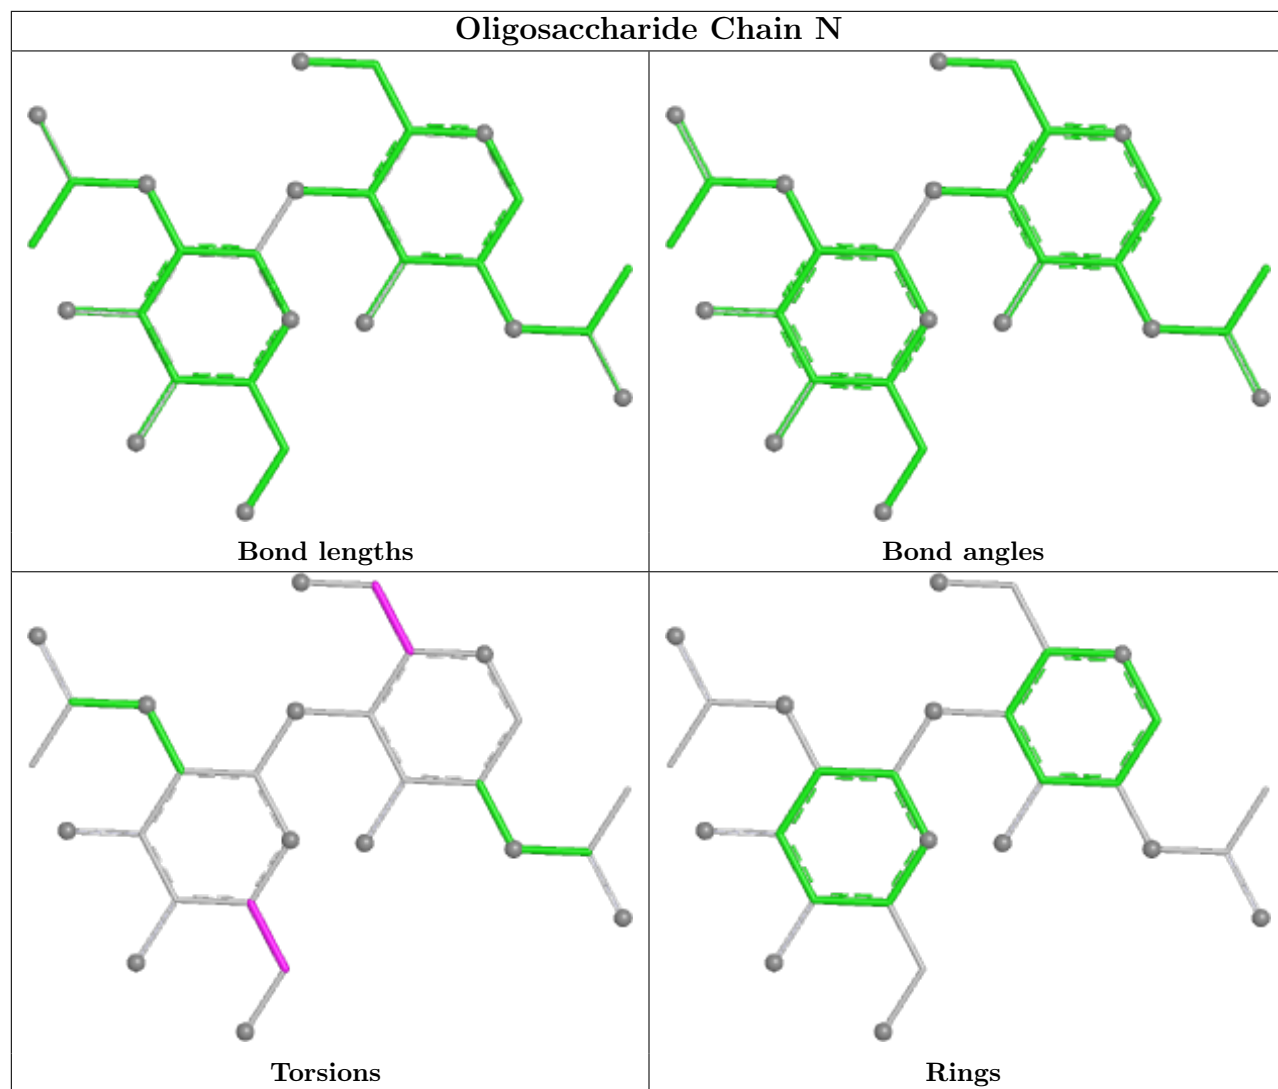 Oligosaccharide Chain N
Bond lengths
Bond angles
Torsions
Rings